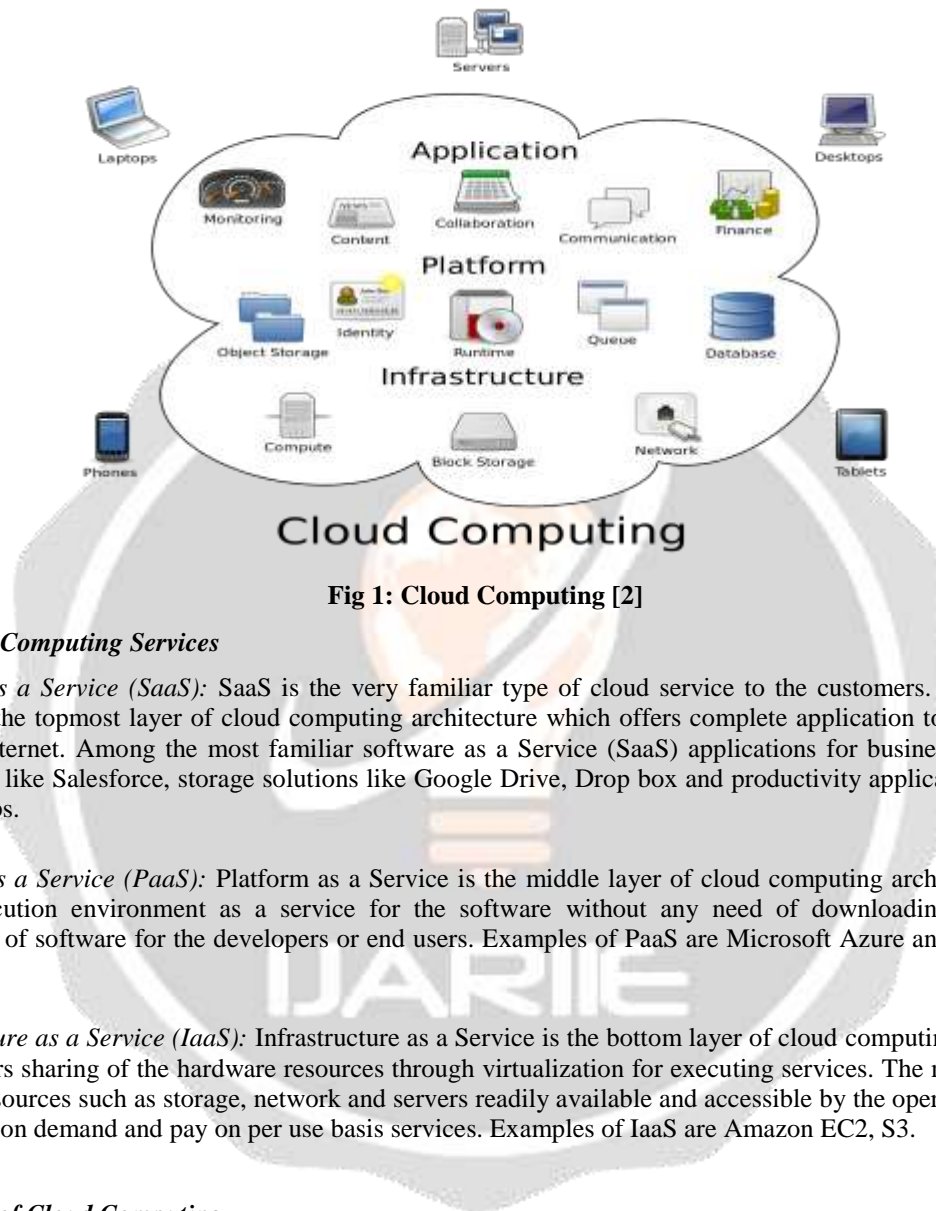 Servers
Laptops
Desktops
Application
Monitoring
Content
Collaboration
Communication
Finance
Platform
Object Storage
Identity
Runtime
Queue
Database
Infrastructure
Compute
Block Storage
Network
Phones
Tablets
Cloud Computing
Fig 1: Cloud Computing [2]
Computing Services
s a Service (SaaS): SaaS is the very familiar type of cloud service to the customers.
the topmost layer of cloud computing architecture which offers complete application to
ternet. Among the most familiar software as a Service (SaaS) applications for busine
like Salesforce, storage solutions like Google Drive, Drop box and productivity applica
os.
s a Service (PaaS): Platform as a Service is the middle layer of cloud computing arch
cution environment as a service for the software without any need of downloadin
of software for the developers or end users. Examples of PaaS are Microsoft Azure an
ure as a Service (IaaS): Infrastructure as a Service is the bottom layer of cloud computin
rs sharing of the hardware resources through virtualization for executing services. The
sources such as storage, network and servers readily available and accessible by the oper
on demand and pay on per use basis services. Examples of IaaS are Amazon EC2, S3.
of Cloud Computing
IJARIIE